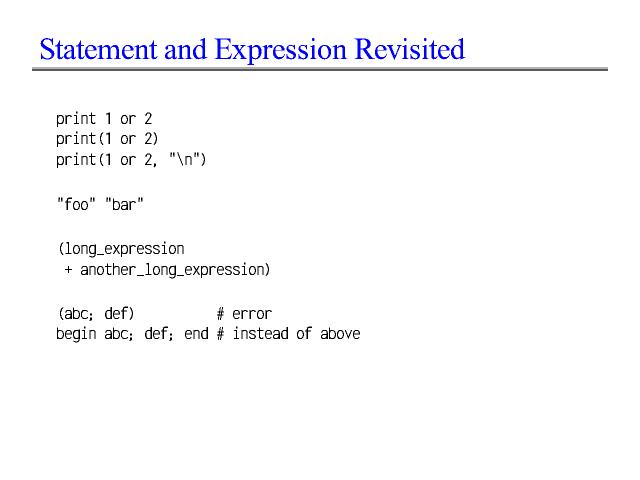 Statement and Expression Revisited
print 1 or 2
print(1 or 2)
print(1 or 2, "\n")
"foo" "bar"
(long_expression
 + another_long_expression)
(abc; def)          # error
begin abc; def; end # instead of above